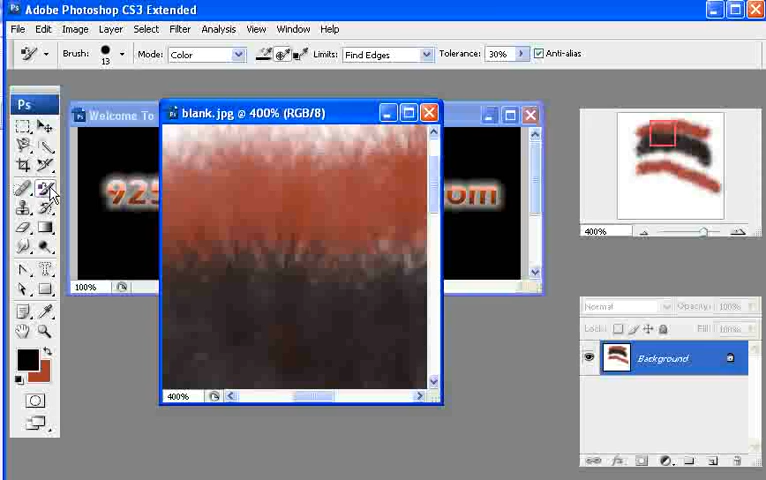 Adobe Photoshop CS3 Extended
File Edit Image Layer Select Filter Analysis View Window Help
Brush: 13 Mode: Color Limits: Find Edges Tolerance: 30% Anti-alias
Ps
Welcome To
blank.jpg @ 400% (RGB/8)
925
om
100%
400%
400%
Normal Opacity: 100%
Lock: Fill: 100%
Background